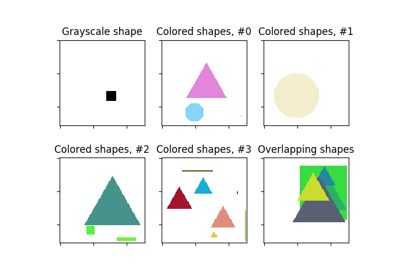 Grayscale shape
Colored shapes, #0
Colored shapes, #1
Colored shapes, #2
Colored shapes, #3
Overlapping shapes